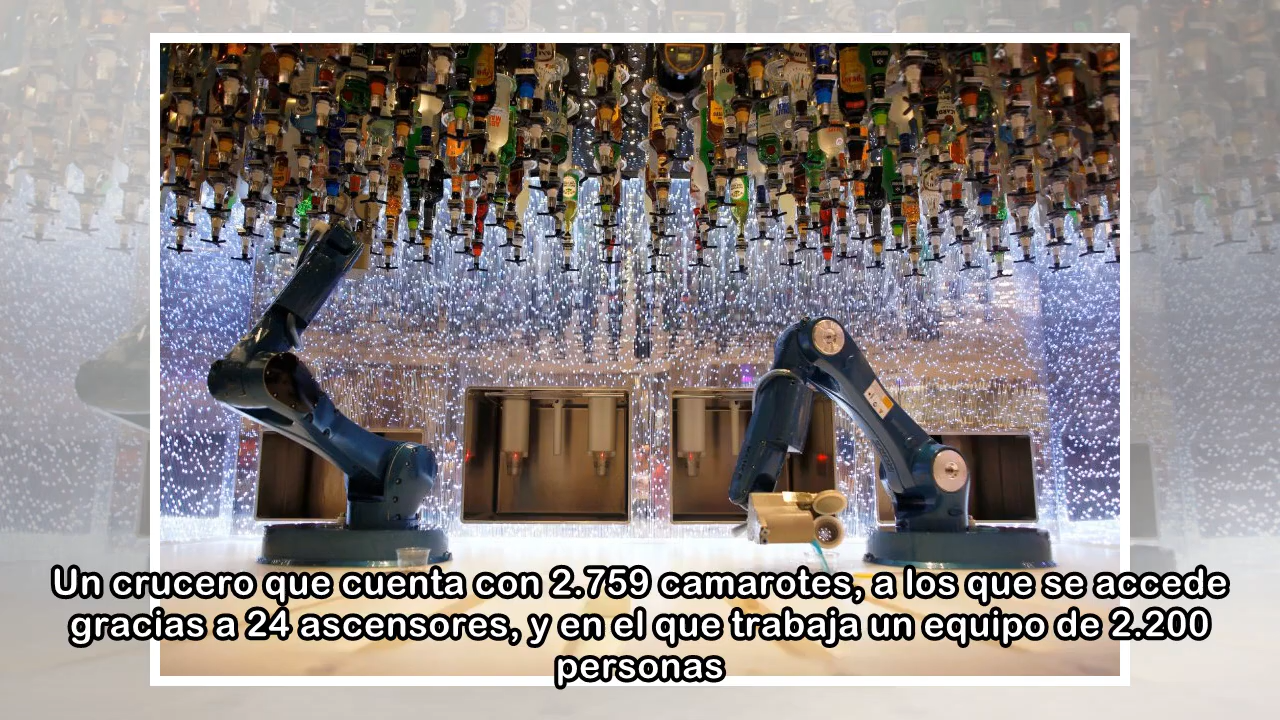 Un crucero que cuenta con 2.759 camarotes, a los que se accede
gracias a 24 ascensores, y en el que trabaja un equipo de 2.200
personas